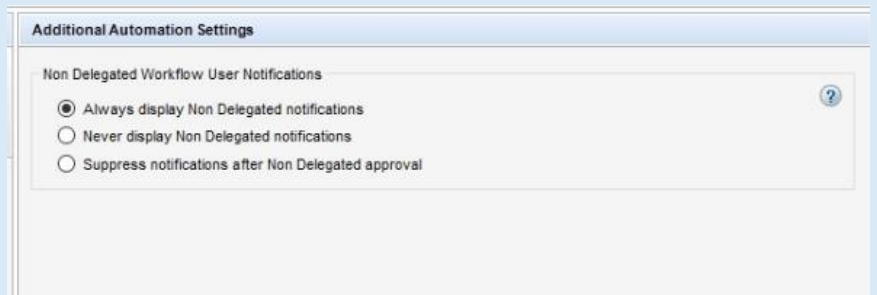 Additional Automation Settings
Non Delegated Workflow User Notifications
?
Always display Non Delegated notifications
Never display Non Delegated notifications
Suppress notifications after Non Delegated approval